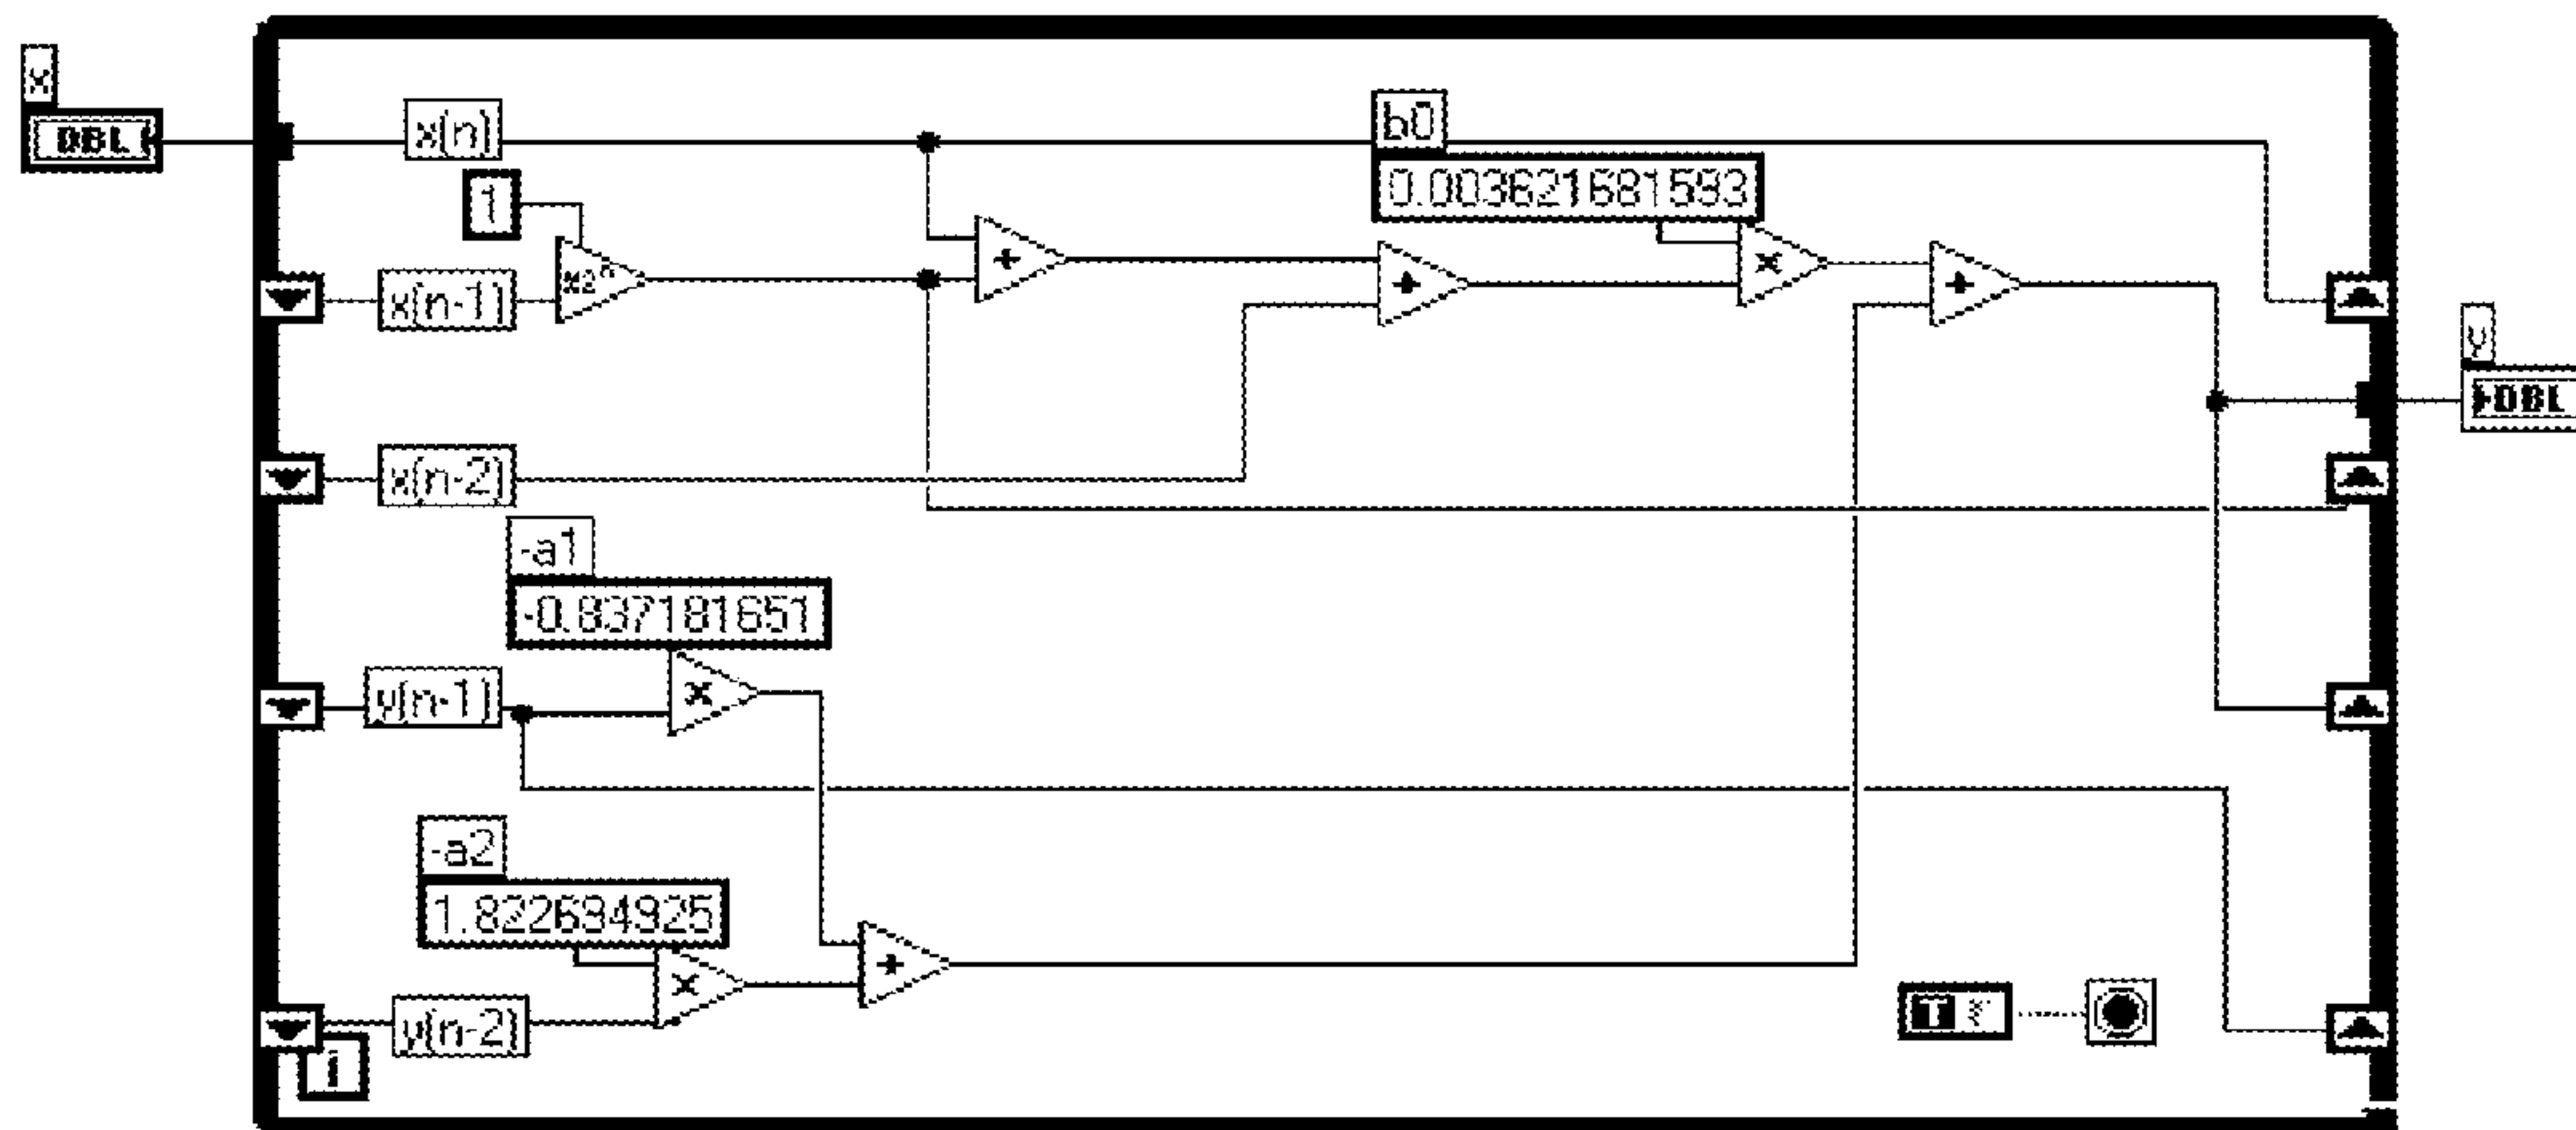 x
DBL
x(n)
b0
0.003621681593
1
x2^n
x(n-1)
+
+
×
+
y
DBL
x(n-2)
-a1
-0.837181651
×
y(n-1)
-a2
1.822694925
×
+
T F
y(n-2)
i